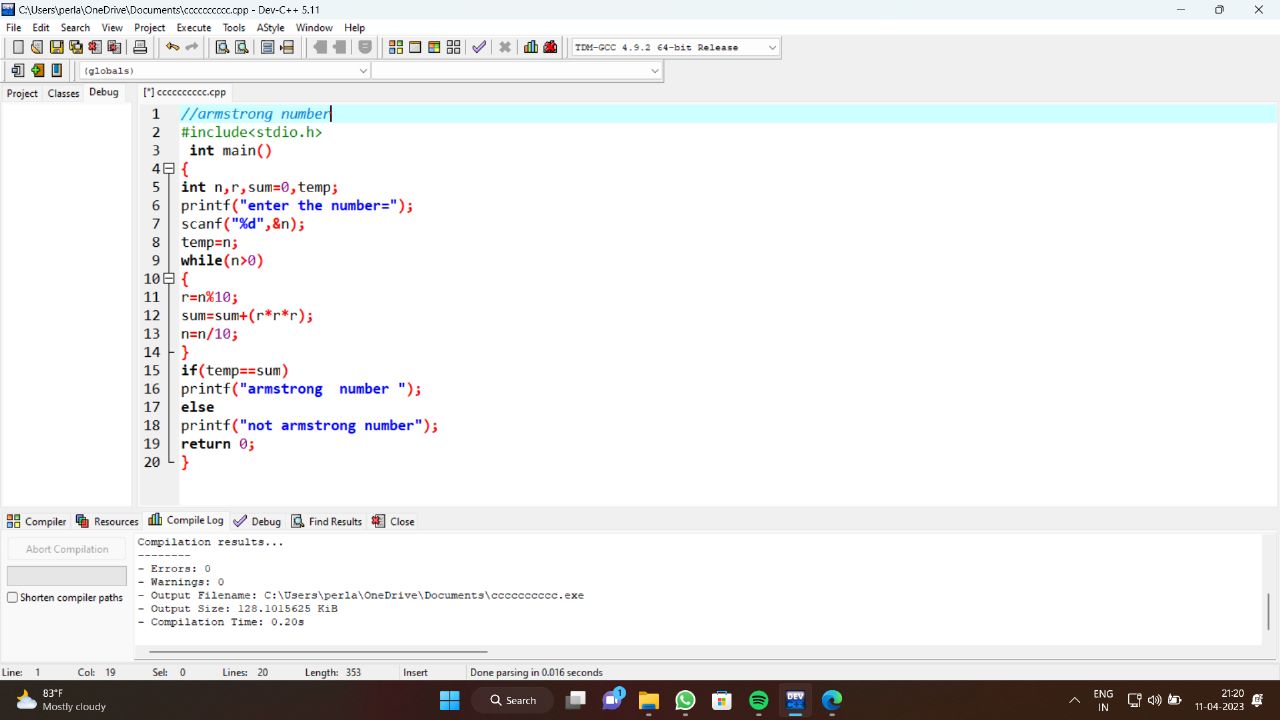 C:\Users\perla\OneDrive\Documents\cccccccccc.cpp - Dev-C++ 5.11
File Edit Search View Project Execute Tools AStyle Window Help
TDM-GCC 4.9.2 64-bit Release
(globals)
Project Classes Debug [*] cccccccccc.cpp
1 //armstrong number
2 #include<stdio.h>
3 int main()
4 {
5 int n,r,sum=0,temp;
6 printf("enter the number=");
7 scanf("%d",&n);
8 temp=n;
9 while(n>0)
10 {
11 r=n%10;
12 sum=sum+(r*r*r);
13 n=n/10;
14 }
15 if(temp==sum)
16 printf("armstrong  number ");
17 else
18 printf("not armstrong number");
19 return 0;
20 }
Compiler Resources Compile Log Debug Find Results Close
Abort Compilation
Shorten compiler paths
Compilation results...
--------
- Errors: 0
- Warnings: 0
- Output Filename: C:\Users\perla\OneDrive\Documents\cccccccccc.exe
- Output Size: 128.1015625 KiB
- Compilation Time: 0.20s
Line: 1 Col: 19 Sel: 0 Lines: 20 Length: 353 Insert Done parsing in 0.016 seconds
83°F
Mostly cloudy
Search
1
DEV
ENG
IN
21:20
11-04-2023